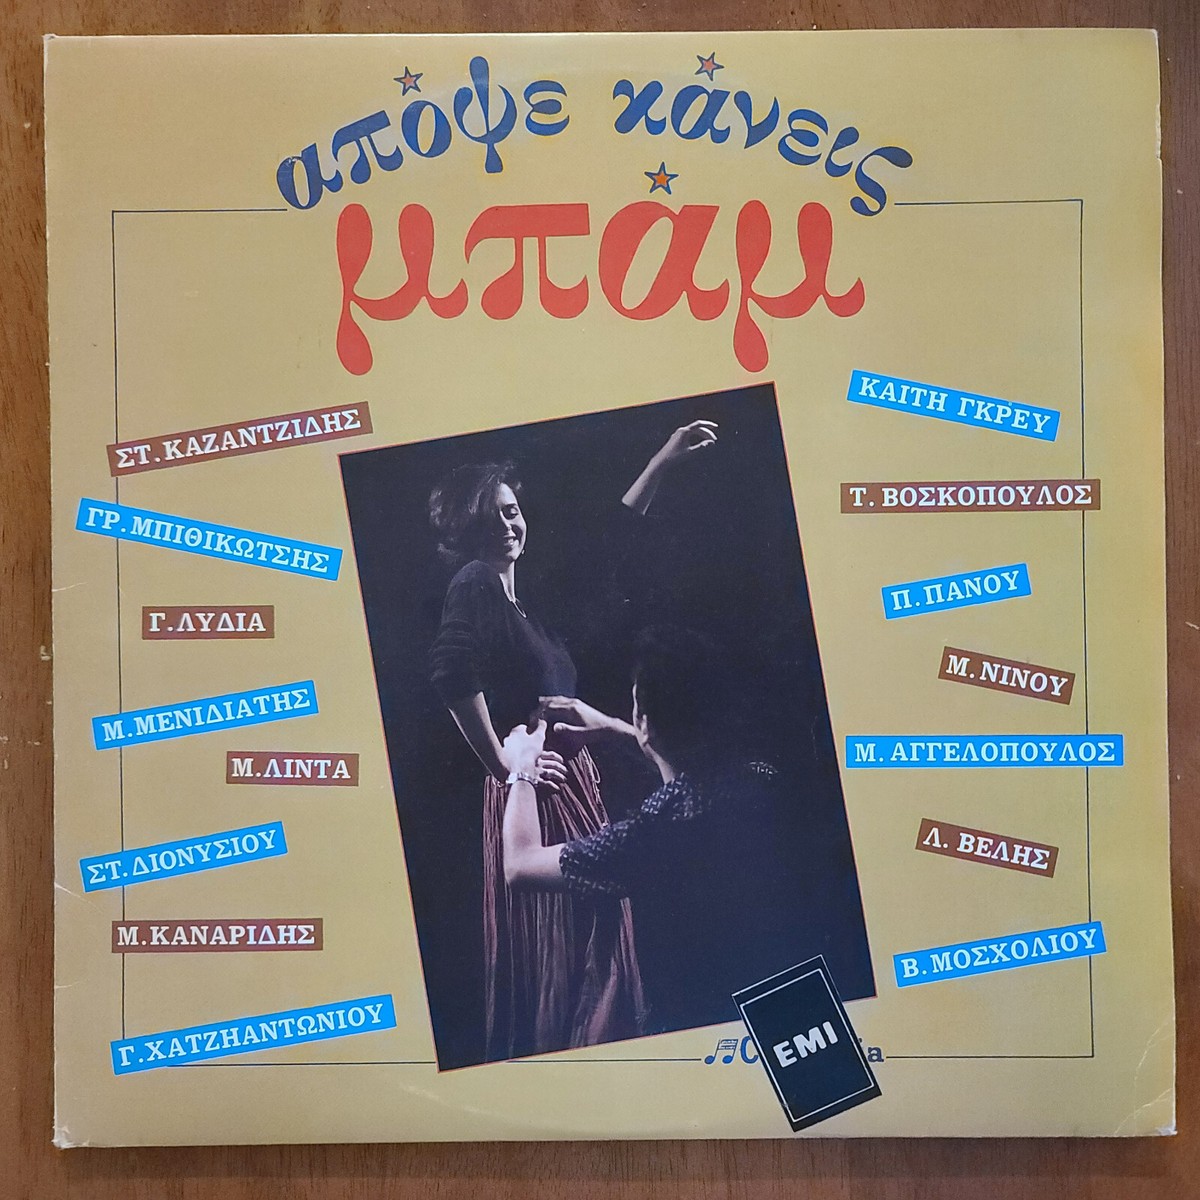 απόψε κάνεις
μπάμ
ΣΤ. ΚΑΖΑΝΤΖΙΔΗΣ
ΓΡ. ΜΠΙΘΙΚΩΤΣΗΣ
Γ. ΛΥΔΙΑ
Μ. ΜΕΝΙΔΙΑΤΗΣ
Μ. ΛΙΝΤΑ
ΣΤ. ΔΙΟΝΥΣΙΟΥ
Μ. ΚΑΝΑΡΙΔΗΣ
Γ. ΧΑΤΖΗΑΝΤΩΝΙΟΥ
ΚΑΙΤΗ ΓΚΡΕΥ
Τ. ΒΟΣΚΟΠΟΥΛΟΣ
Π. ΠΑΝΟΥ
Μ. ΝΙΝΟΥ
Μ. ΑΓΓΕΛΟΠΟΥΛΟΣ
Λ. ΒΕΛΗΣ
Β. ΜΟΣΧΟΛΙΟΥ
EMI